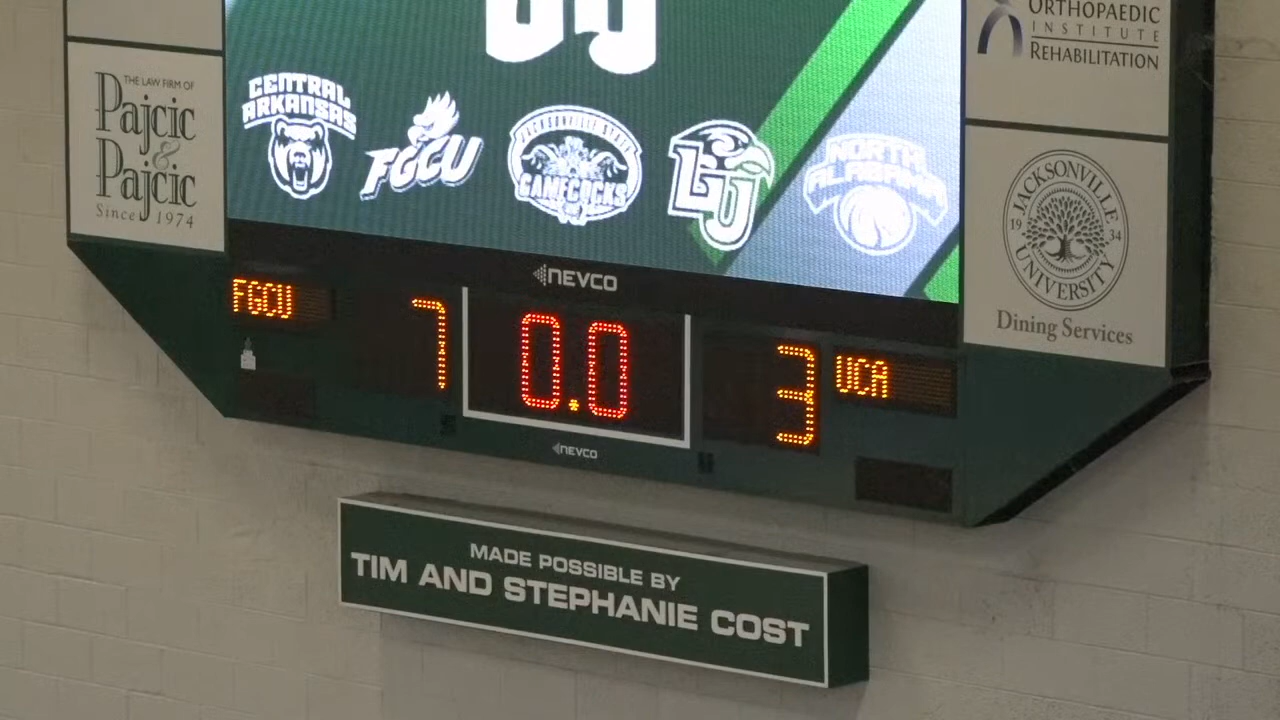 ORTHOPAEDIC
INSTITUTE
REHABILITATION
THE LAW FIRM OF
Pajcic
&
Pajcic
Since 1974
CENTRAL
ARKANSAS
FGCU
JACKSONVILLE STATE
GAMECOCKS
LU
NORTH
ALABAMA
JACKSONVILLE
UNIVERSITY
19 34
Dining Services
NEVCO
FGCU
7
0.0
3
UCA
NEVCO
MADE POSSIBLE BY
TIM AND STEPHANIE COST